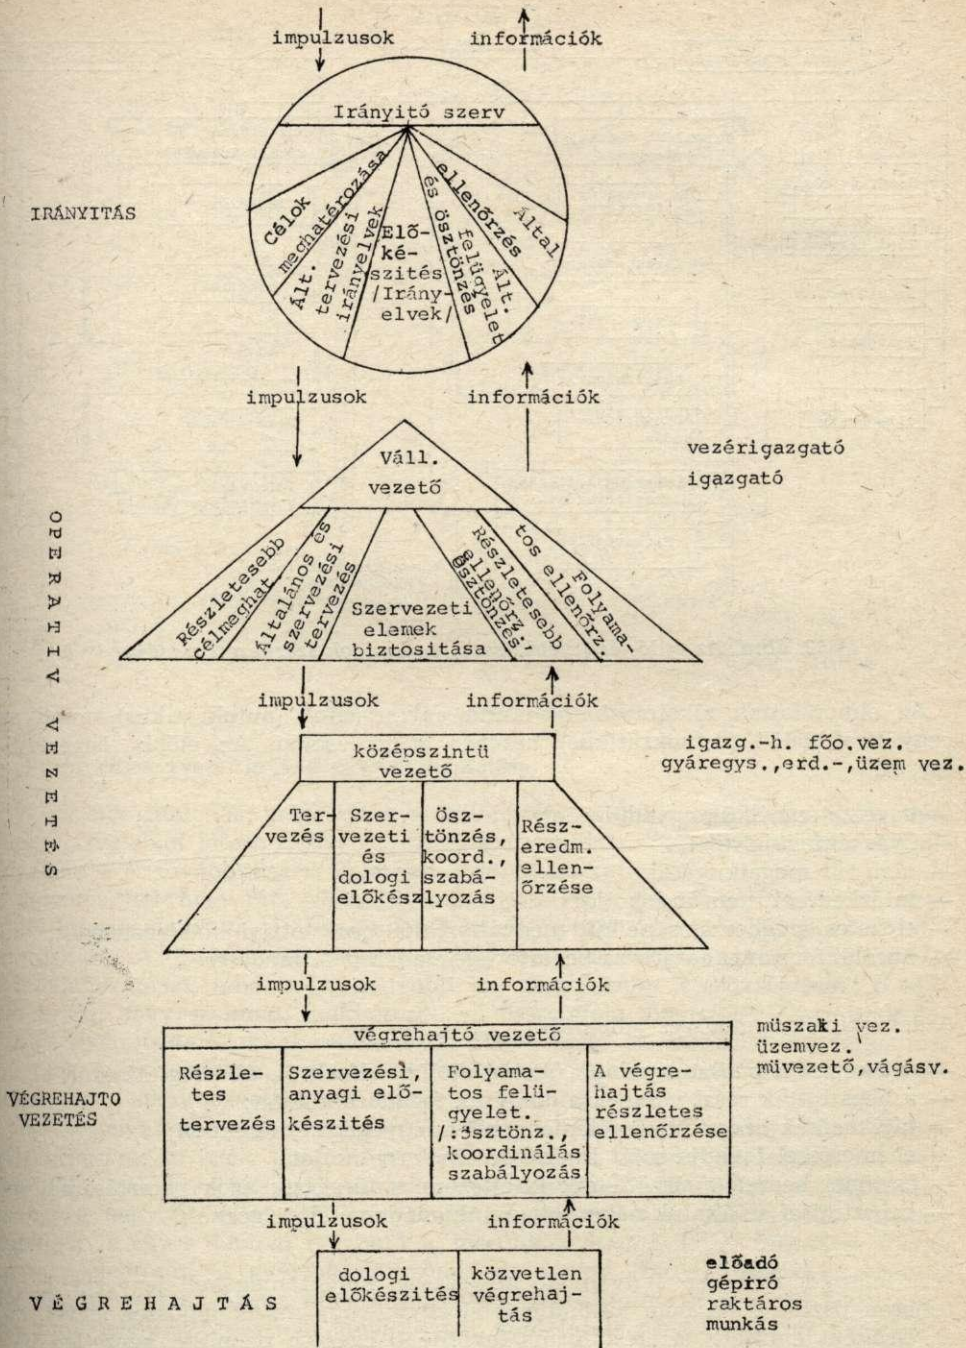 impulzusok
információk
Irányitó szerv
IRÁNYITÁS
Célok
meghatározása
Ált.
tervezési
irányelvek
Elő-
ké-
szités
/Irány-
elvek/
Ált.
felügyelet
és ösztönzés
Által
ellenőrzés
impulzusok
információk
vezérigazgató
igazgató
Váll.
vezető
OPERATIV VEZETÉS
Részletesebb
célmeghat.
Általános és
szervezési
tervezés
Szervezeti
elemek
biztositása
Részletesebb
ellenőrz.,
ösztönzés
Folyama-
tos ellenőrz.
impulzusok
információk
középszintü
vezető
igazg.-h. főo.vez.
gyáregys.,erd.-,üzem vez.
Ter-
vezés
Szer-
vezeti
és
dologi
előkész
Ösz-
tönzés,
koord.,
szabá-
lyozás
Rész-
eredm.
ellen-
őrzése
impulzusok
információk
végrehajtó vezető
müszaki vez.
üzemvez.
müvezető,vágásv.
VÉGREHAJTO
VEZETÉS
Részle-
tes
tervezés
Szervezési,
anyagi elő-
készités
Folyama-
tos felü-
gyelet.
/:ösztönz.,
koordinálás
szabályozás
A végre-
hajtás
részletes
ellenőrzése
impulzusok
információk
VÉGREHAJTÁS
dologi
előkészités
közvetlen
végrehaj-
tás
előadó
gépiró
raktáros
munkás